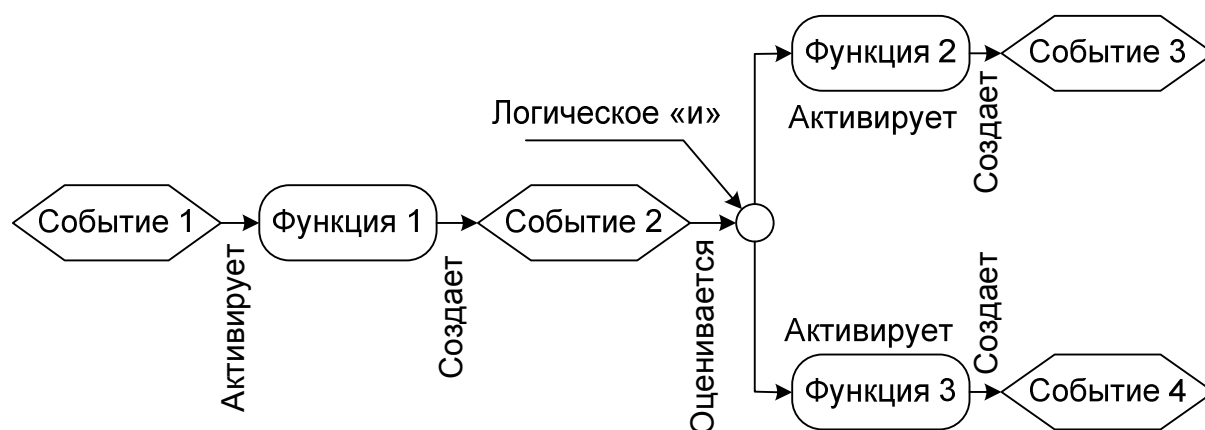 Функция 2
Событие 3
Активирует
Создает
Логическое «и»
Событие 1
Функция 1
Событие 2
Активирует
Создает
Оценивается
Активирует
Создает
Функция 3
Событие 4